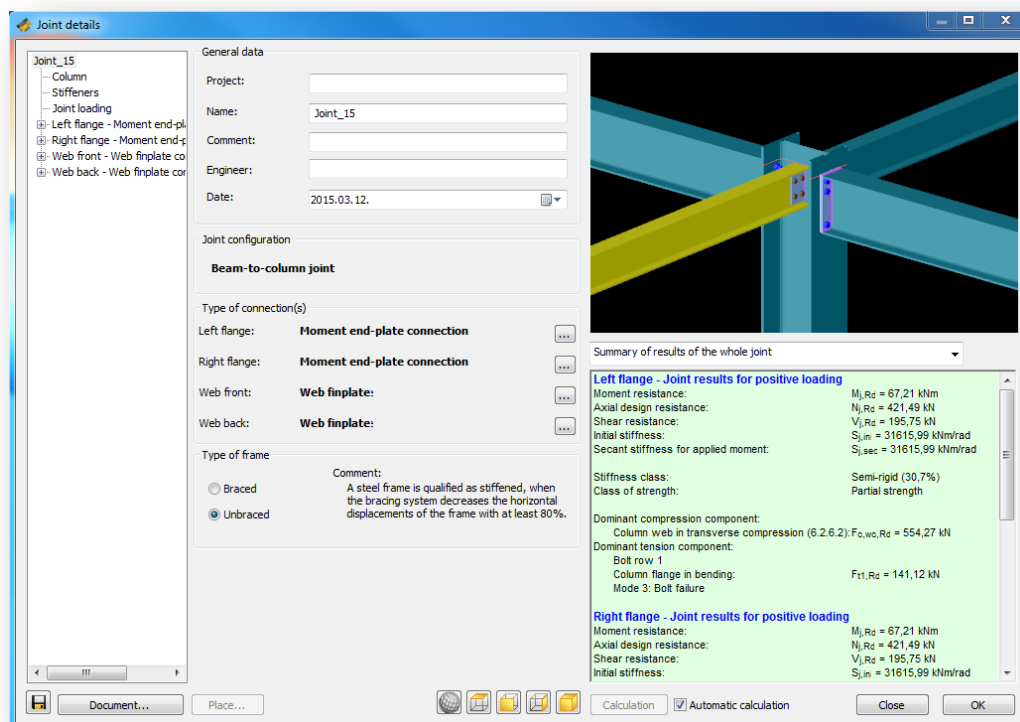 Joint details
Joint_15
Column
Stiffeners
Joint loading
Left flange - Moment end-pl
Right flange - Moment end-p
Web front - Web finplate co
Web back - Web finplate cor
General data
Project:
Name: Joint_15
Comment:
Engineer:
Date: 2015.03.12.
Joint configuration
Beam-to-column joint
Type of connection(s)
Left flange: Moment end-plate connection ...
Right flange: Moment end-plate connection ...
Web front: Web finplate: ...
Web back: Web finplate: ...
Type of frame
Braced
Unbraced
Comment:
A steel frame is qualified as stiffened, when
the bracing system decreases the horizontal
displacements of the frame with at least 80%.
Summary of results of the whole joint
Left flange - Joint results for positive loading
Moment resistance: Mj,Rd = 67,21 kNm
Axial design resistance: Nj,Rd = 421,49 kN
Shear resistance: Vj,Rd = 195,75 kN
Initial stiffness: Sj,ini = 31615,99 kNm/rad
Secant stiffness for applied moment: Sj,sec = 31615,99 kNm/rad
Stiffness class: Semi-rigid (30,7%)
Class of strength: Partial strength
Dominant compression component:
Column web in transverse compression (6.2.6.2): Fc,wc,Rd = 554,27 kN
Dominant tension component:
Bolt row 1
Column flange in bending: Ft1,Rd = 141,12 kN
Mode 3: Bolt failure
Right flange - Joint results for positive loading
Moment resistance: Mj,Rd = 67,21 kNm
Axial design resistance: Nj,Rd = 421,49 kN
Shear resistance: Vj,Rd = 195,75 kN
Initial stiffness: Sj,ini = 31615,99 kNm/rad
Document... Place... Calculation Automatic calculation Close OK